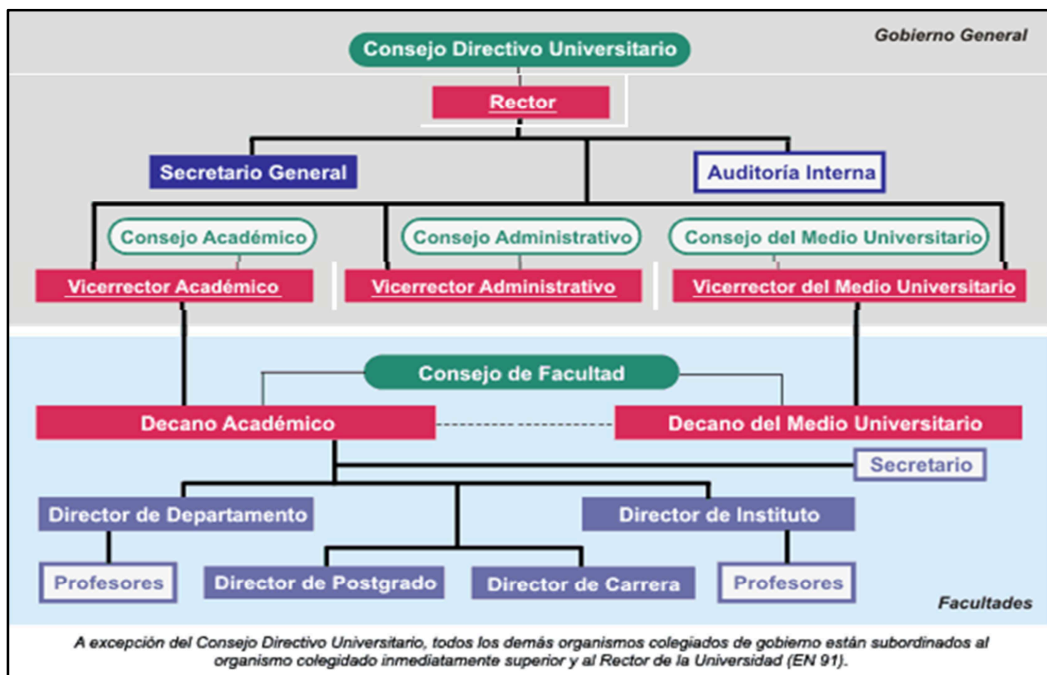 Gobierno General
Consejo Directivo Universitario
Rector
Secretario General
Auditoría Interna
Consejo Académico
Consejo Administrativo
Consejo del Medio Universitario
Vicerrector Académico
Vicerrector Administrativo
Vicerrector del Medio Universitario
Consejo de Facultad
Decano Académico
Decano del Medio Universitario
Secretario
Director de Departamento
Director de Instituto
Profesores
Director de Postgrado
Director de Carrera
Profesores
Facultades
A excepción del Consejo Directivo Universitario, todos los demás organismos colegiados de gobierno están subordinados al
organismo colegidado inmediatamente superior y al Rector de la Universidad (EN 91).